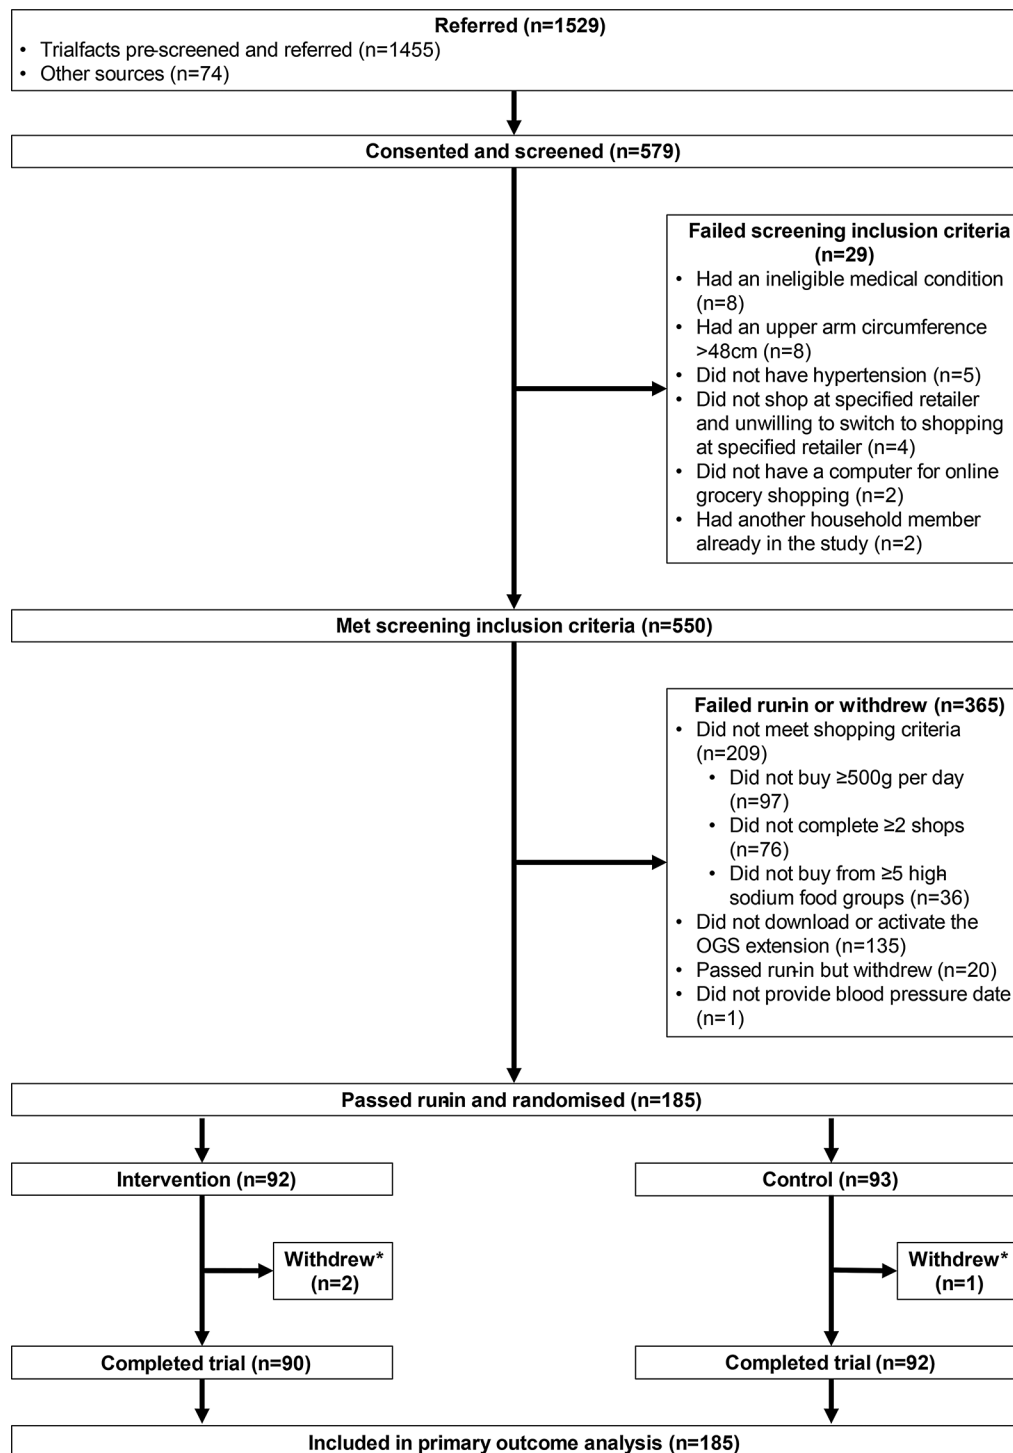 Referred (n=1529)
• Trialfacts pre-screened and referred (n=1455)
• Other sources (n=74)
Consented and screened (n=579)
Failed screening inclusion criteria
(n=29)
• Had an ineligible medical condition
(n=8)
• Had an upper arm circumference
>48cm (n=8)
• Did not have hypertension (n=5)
• Did not shop at specified retailer
and unwilling to switch to shopping
at specified retailer (n=4)
• Did not have a computer for online
grocery shopping (n=2)
• Had another household member
already in the study (n=2)
Met screening inclusion criteria (n=550)
Failed run-in or withdrew (n=365)
• Did not meet shopping criteria
(n=209)
• Did not buy ≥500g per day
(n=97)
• Did not complete ≥2 shops
(n=76)
• Did not buy from ≥5 high-
sodium food groups (n=36)
• Did not download or activate the
OGS extension (n=135)
• Passed run-in but withdrew (n=20)
• Did not provide blood pressure date
(n=1)
Passed run-in and randomised (n=185)
Intervention (n=92)
Control (n=93)
Withdrew*
(n=2)
Withdrew*
(n=1)
Completed trial (n=90)
Completed trial (n=92)
Included in primary outcome analysis (n=185)